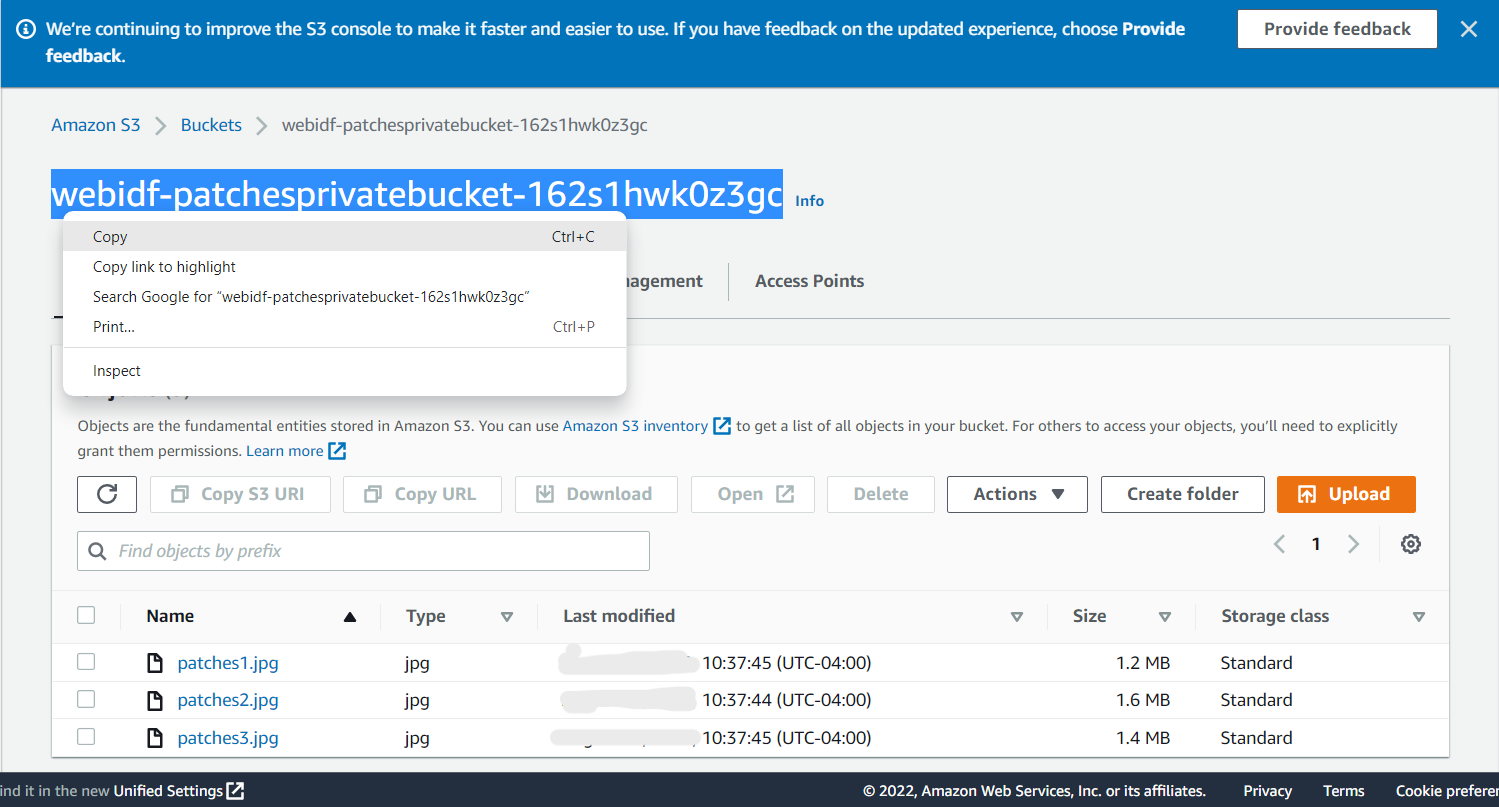 We're continuing to improve the S3 console to make it faster and easier to use. If you have feedback on the updated experience, choose Provide
feedback.
Provide feedback
Amazon S3 > Buckets > webidf-patchesprivatebucket-162s1hwk0z3gc
webidf-patchesprivatebucket-162s1hwk0z3gc Info
Copy Ctrl+C
Copy link to highlight
Search Google for “webidf-patchesprivatebucket-162s1hwk0z3gc”
Print... Ctrl+P
Inspect
nagement Access Points
Objects are the fundamental entities stored in Amazon S3. You can use Amazon S3 inventory to get a list of all objects in your bucket. For others to access your objects, you'll need to explicitly
grant them permissions. Learn more
Copy S3 URI Copy URL Download Open Delete Actions Create folder Upload
Find objects by prefix 1
Name Type Last modified Size Storage class
patches1.jpg jpg 10:37:45 (UTC-04:00) 1.2 MB Standard
patches2.jpg jpg 10:37:44 (UTC-04:00) 1.6 MB Standard
patches3.jpg jpg 10:37:45 (UTC-04:00) 1.4 MB Standard
ind it in the new Unified Settings © 2022, Amazon Web Services, Inc. or its affiliates. Privacy Terms Cookie preferen